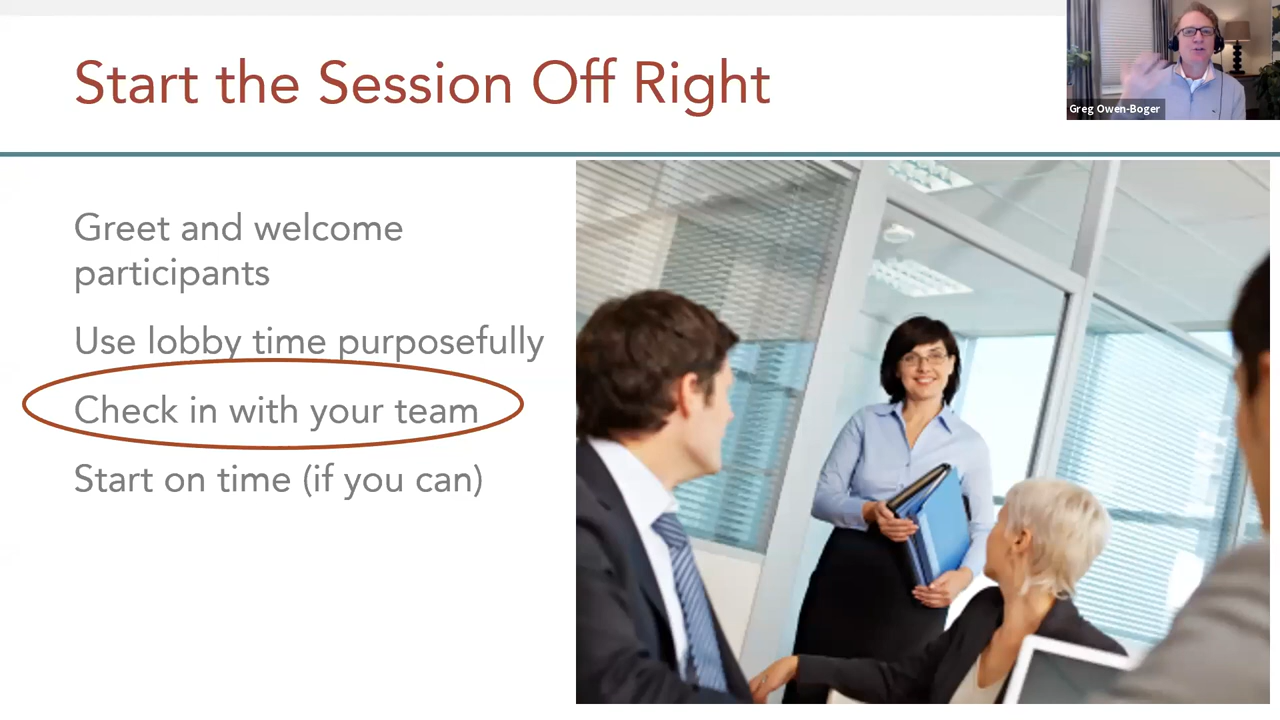 Start the Session Off Right
Greg Owen-Boger
Greet and welcome
participants
Use lobby time purposefully
Check in with your team
Start on time (if you can)